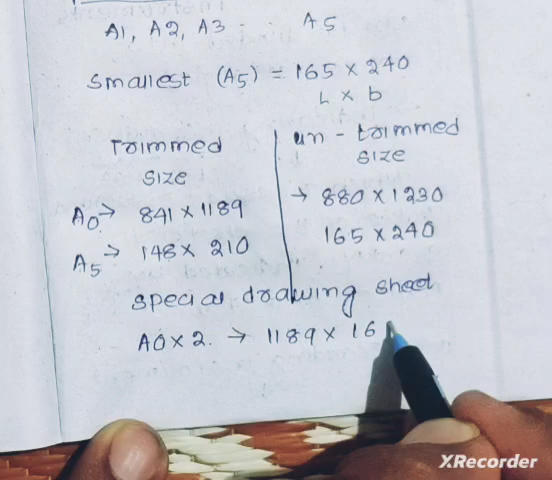 A1, A2, A3 - . A5
Smallest (A5) = 165 × 240
L × b
Trimmed
size
A0 → 841 × 1189
A5 → 148 × 210
un - trimmed
size
→ 880 × 1230
165 × 240
special drawing sheet
A0 × 2. → 1189 × 16
XRecorder